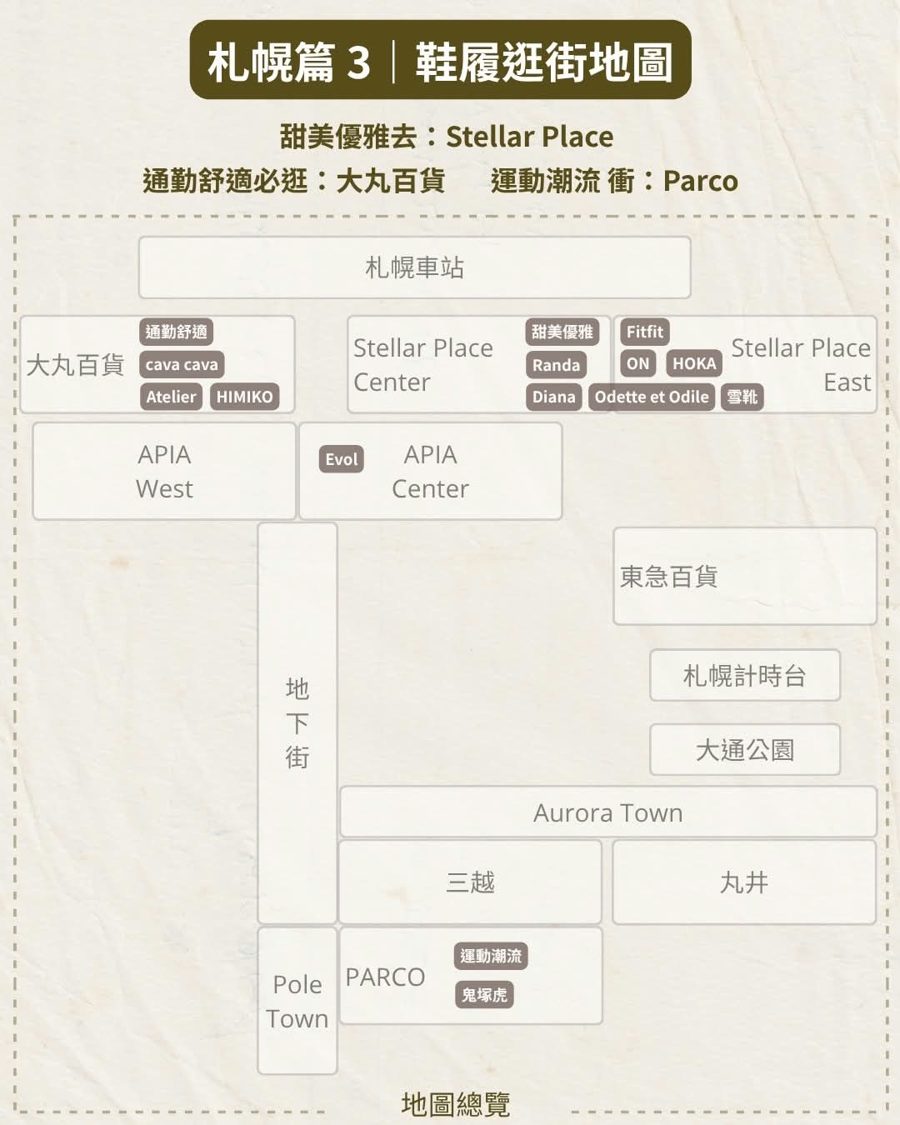 札幌篇 3｜鞋履逛街地圖
甜美優雅去：Stellar Place
通勤舒適必逛：大丸百貨 運動潮流 衝：Parco
札幌車站
大丸百貨
通勤舒適
cava cava
Atelier HIMIKO
Stellar Place
Center
甜美優雅
Randa
Diana Odette et Odile 雪靴
Fitfit
ON HOKA
Stellar Place
East
APIA
West
Evol
APIA
Center
東急百貨
札幌計時台
大通公園
地
下
街
Aurora Town
三越
丸井
Pole
Town
PARCO
運動潮流
鬼塚虎
地圖總覽